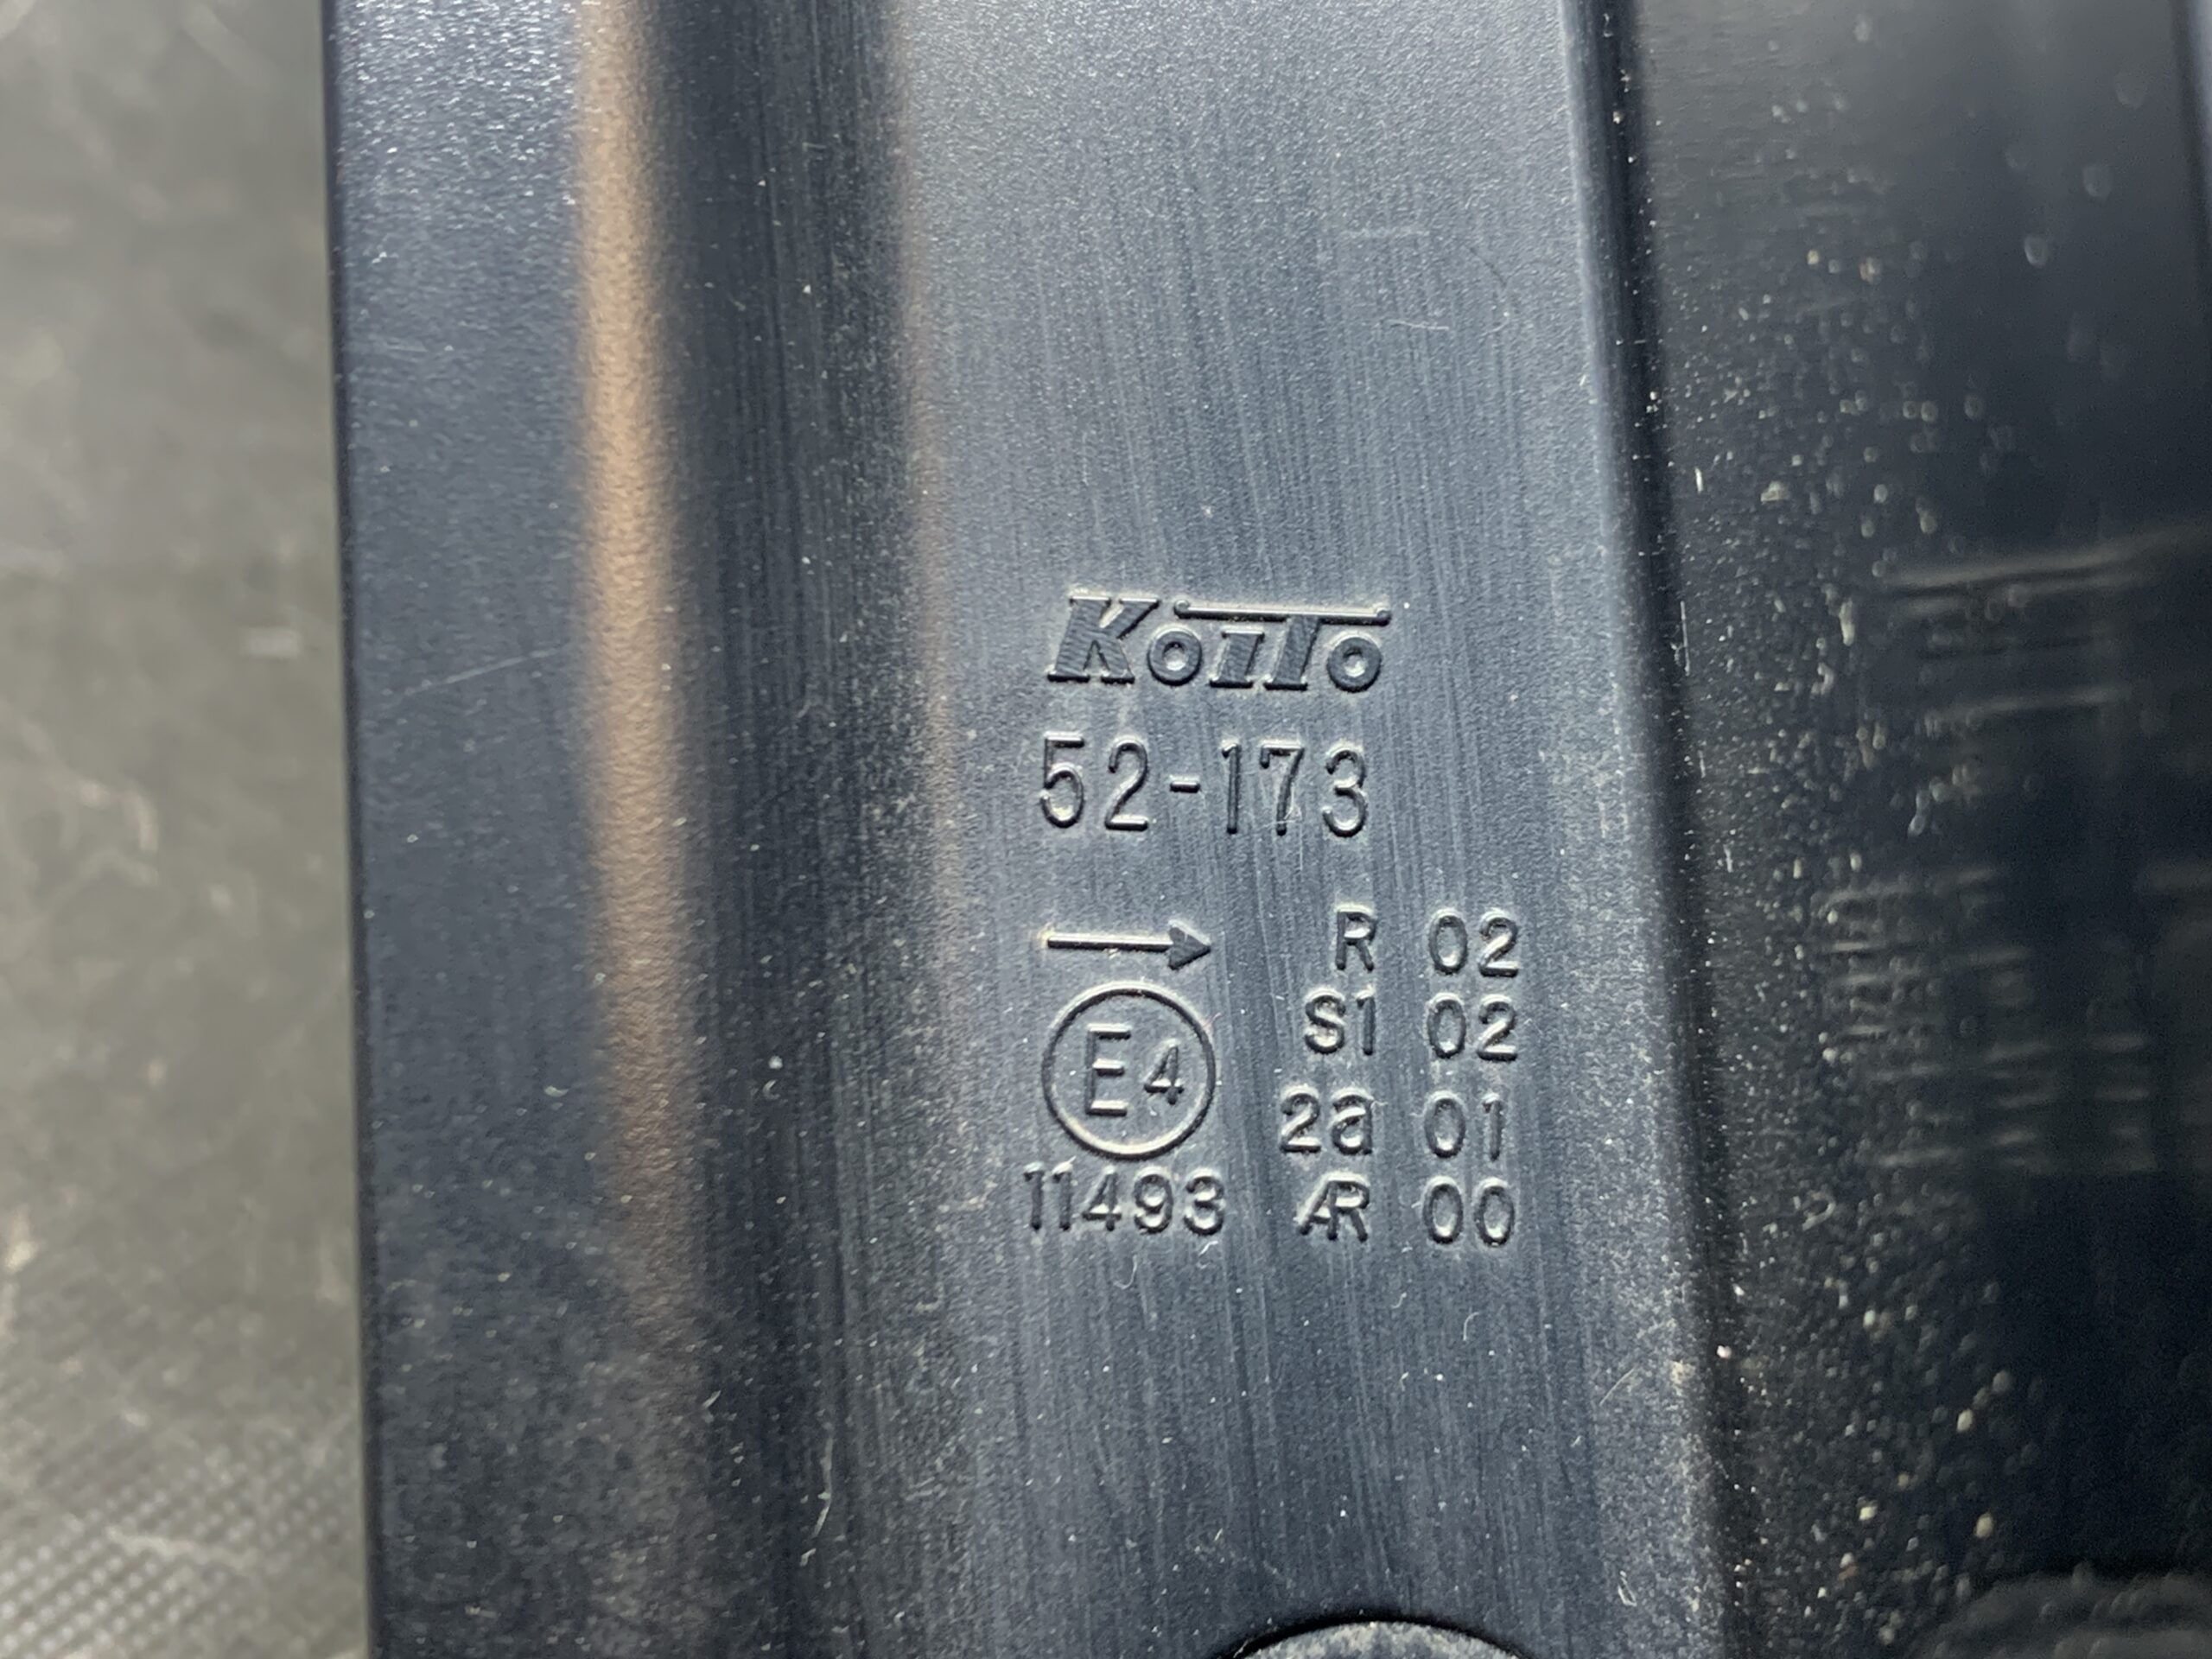 KoiTo
52-173
→ R 02
S1 02
E4 2a 01
11493 AR 00